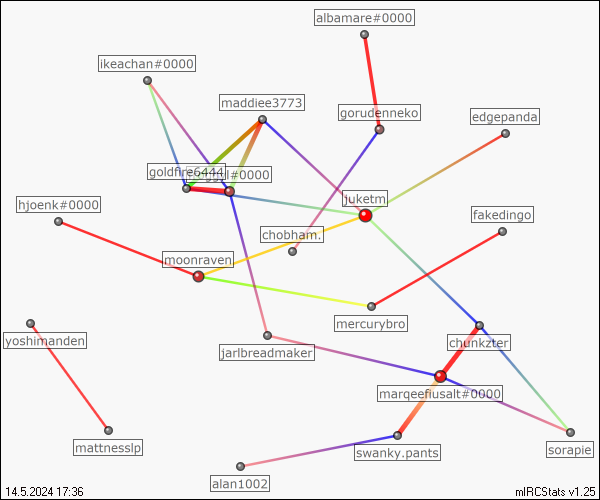 albamare#0000
ikeachan#0000
maddiee3773
gorudenneko
edgepanda
goldfire6444
#0000
juketm
hjoenk#0000
fakedingo
chobham.
moonraven
mercurybro
yoshimanden
chunkzter
jarlbreadmaker
marqeefiusalt#0000
mattnesslp
swanky.pants
sorapie
alan1002
14.5.2024 17:36
mIRCStats v1.25